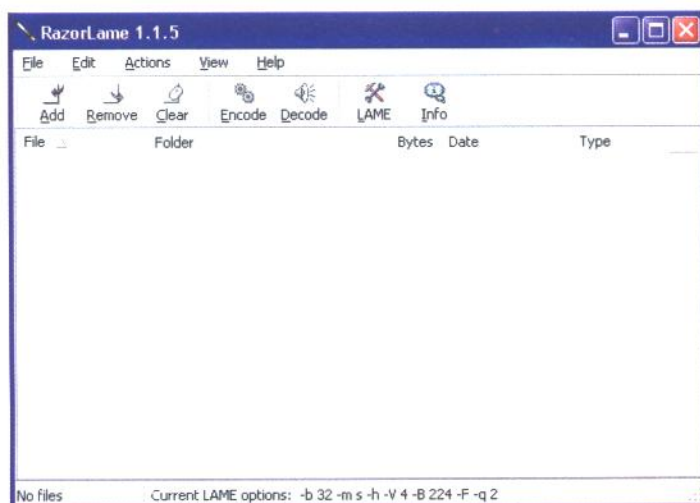 RazorLame 1.1.5
File Edit Actions View Help
Add Remove Clear Encode Decode LAME Info
File Folder Bytes Date Type
No files Current LAME options: -b 32 -m s -h -V 4 -B 224 -F -q 2